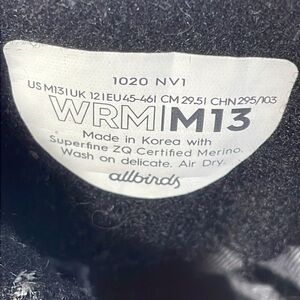 1020 NV1
US M13 | UK 12 | EU 45-46 | CM 29.5 | CHN 295/103
WRM|M13
Made in Korea with
Superfine ZQ Certified Merino.
Wash on delicate. Air Dry.
allbirds